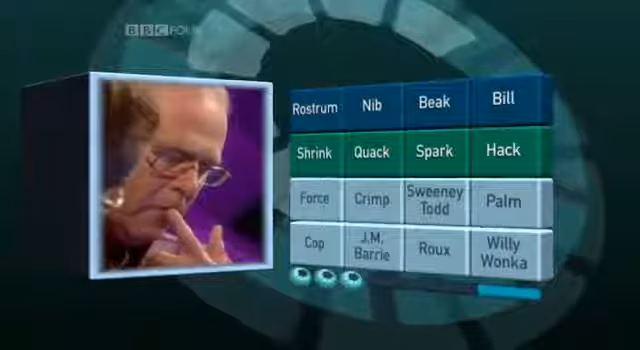 BBC FOUR
Rostrum Nib Beak Bill
Shrink Quack Spark Hack
Force Crimp Sweeney Todd Palm
Cop J.M. Barrie Roux Willy Wonka